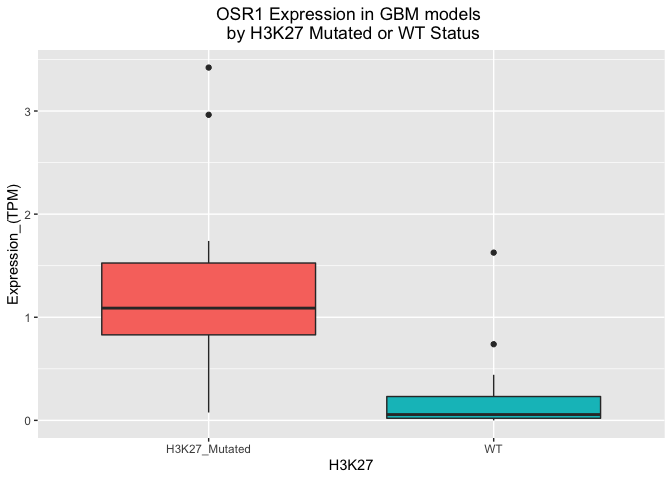 OSR1 Expression in GBM models
by H3K27 Mutated or WT Status
Expression_(TPM)
3
2
1
0
H3K27_Mutated
WT
H3K27